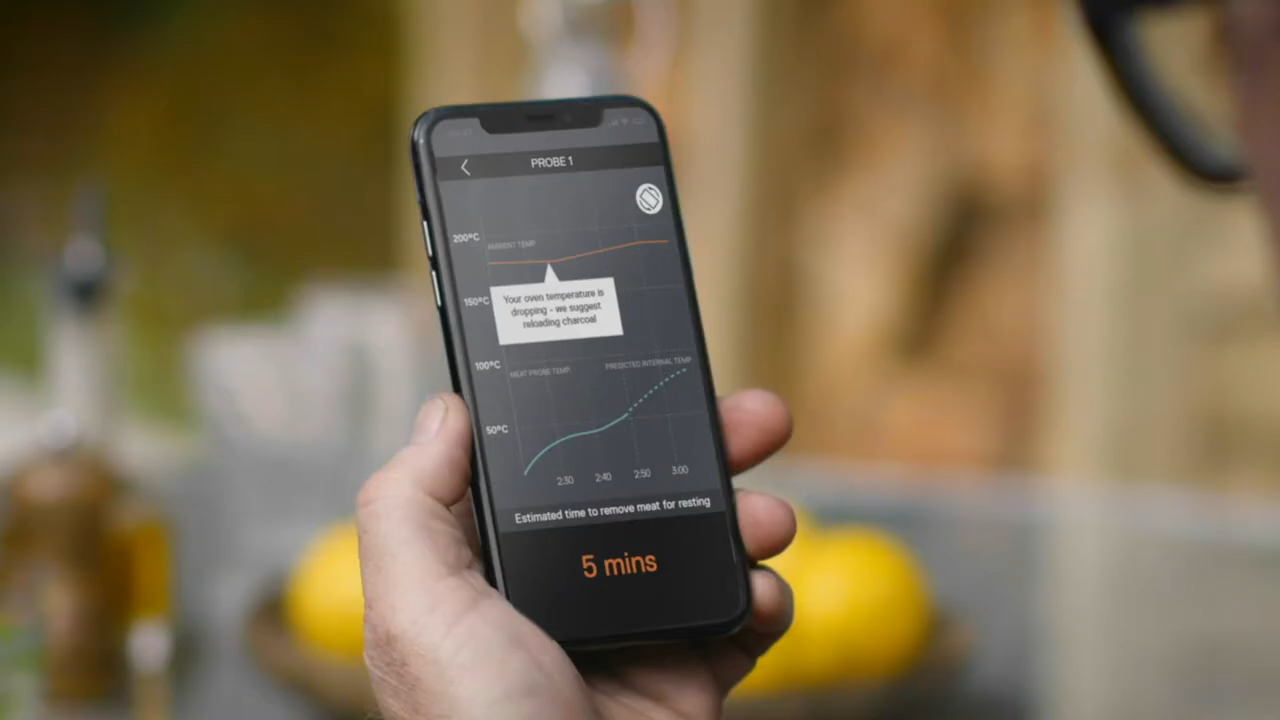 PROBE 1
200°C
AMBIENT TEMP
150°C
Your oven temperature is
dropping - we suggest
reloading charcoal
100°C
MEAT PROBE TEMP.
PREDICTED INTERNAL TEMP
50°C
2:30 2:40 2:50 3:00
Estimated time to remove meat for resting
5 mins